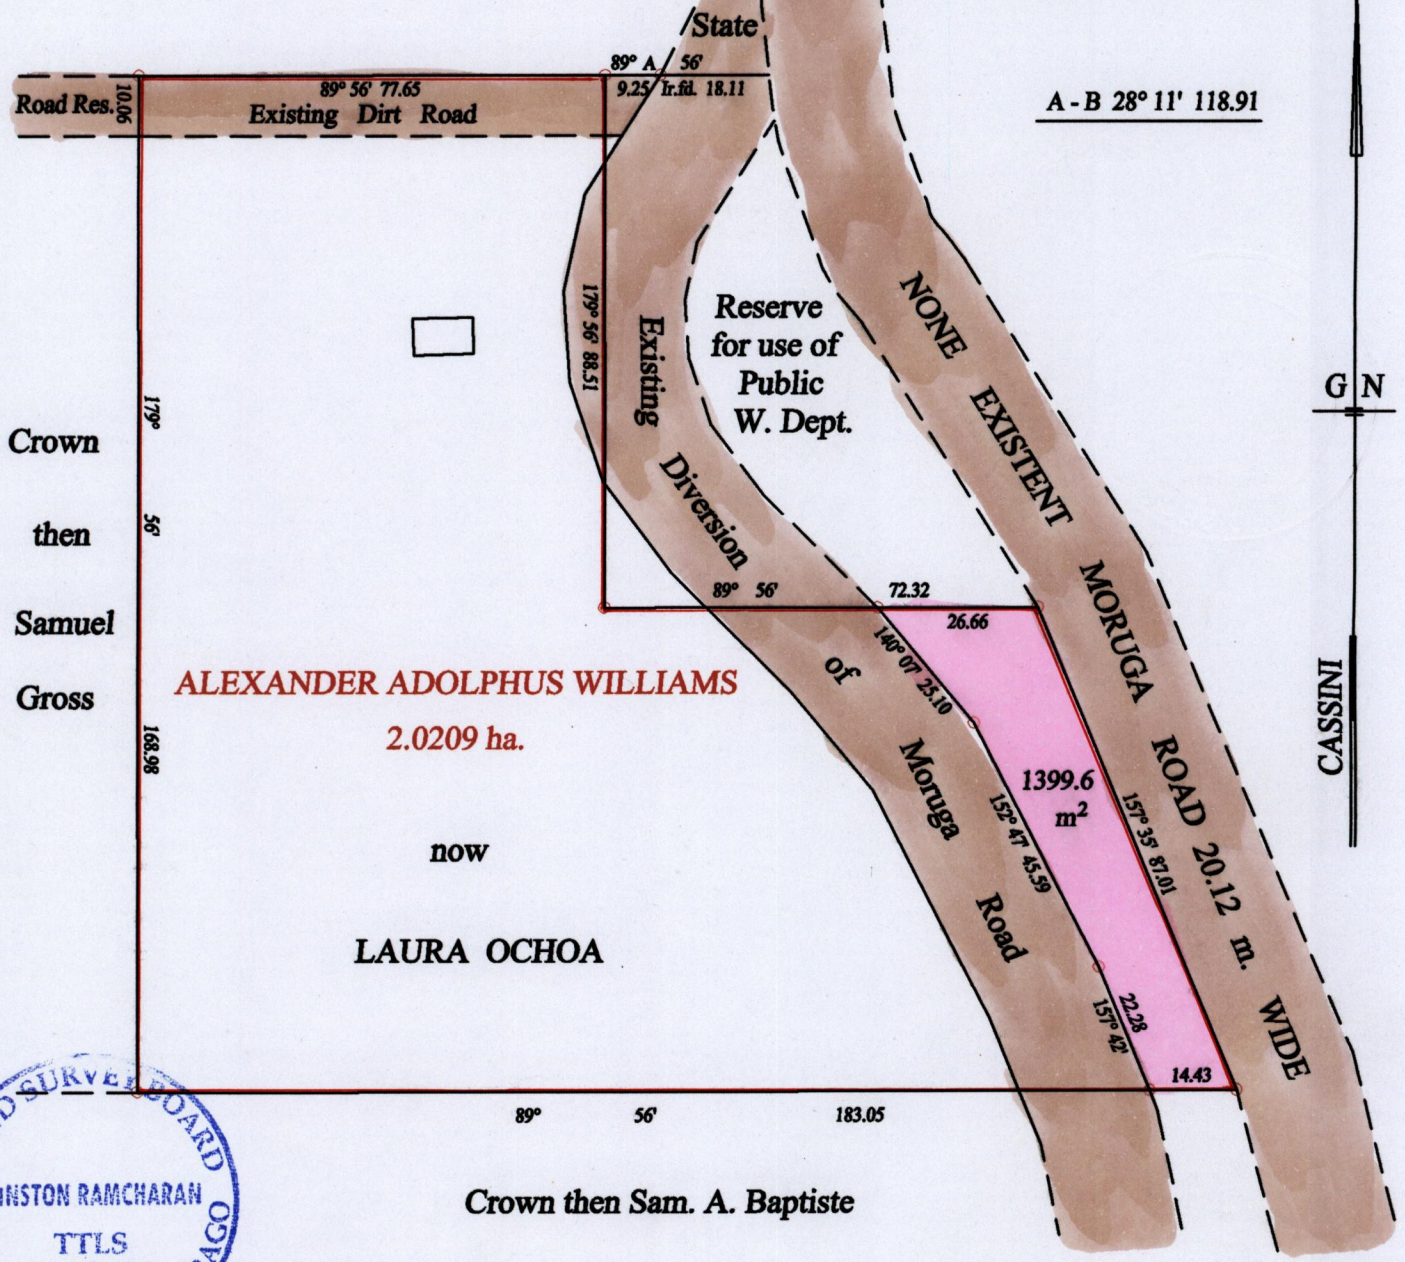 State
89° A 56'
9.25 Ir.fd. 18.11
89° 56' 77.65
Road Res.
10.06
Existing Dirt Road
A - B 28° 11' 118.91
G N
CASSINI
Reserve
for use of
Public
W. Dept.
NONE EXISTENT MORUGA ROAD 20.12 m. WIDE
179° 56' 88.51
Existing Diversion of Moruga Road
Crown
then
Samuel
Gross
179° 56' 168.98
89° 56' 72.32
26.66
140° 07' 25.10
ALEXANDER ADOLPHUS WILLIAMS
2.0209 ha.
now
LAURA OCHOA
1399.6
m²
152° 47' 45.59
157° 35' 87.01
22.28
157° 42'
14.43
89° 56' 183.05
Crown then Sam. A. Baptiste
SURVEY BOARD
RAMCHARAN
TTLS